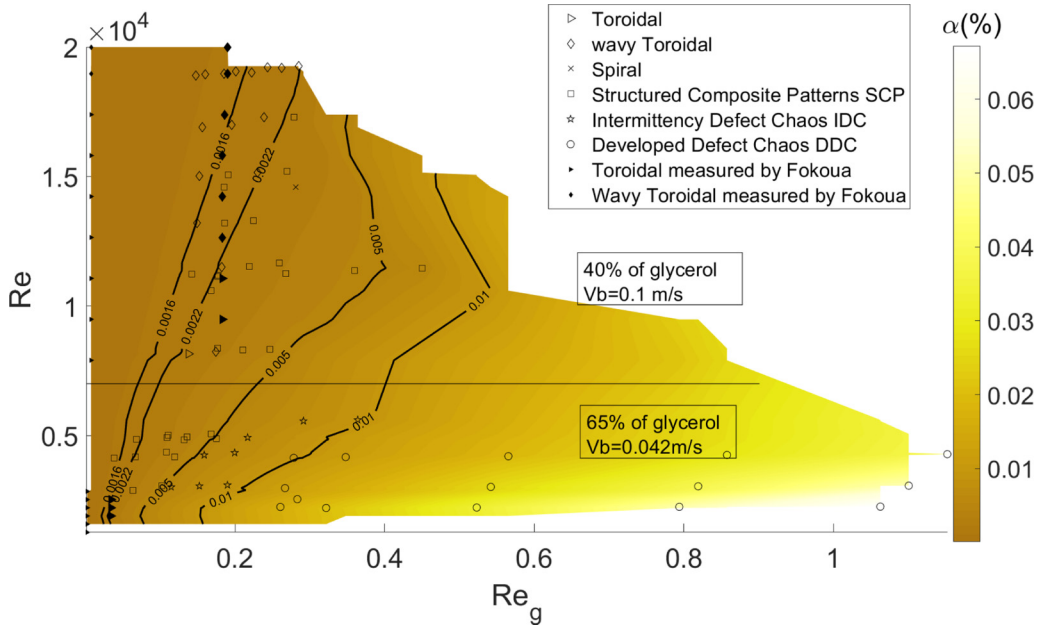 ×10⁴
α(%)
Toroidal
wavy Toroidal
Spiral
Structured Composite Patterns SCP
Intermittency Defect Chaos IDC
Developed Defect Chaos DDC
Toroidal measured by Fokoua
Wavy Toroidal measured by Fokoua
2
1.5
1
0.5
Re
0.0016
0.0022
0.005
0.01
0.0016
0.0022
0.005
0.01
0.0016
0.0022
0.005
0.01
40% of glycerol
Vb=0.1 m/s
65% of glycerol
Vb=0.042m/s
0.06
0.05
0.04
0.03
0.02
0.01
0.2
0.4
0.6
0.8
1
Re_g